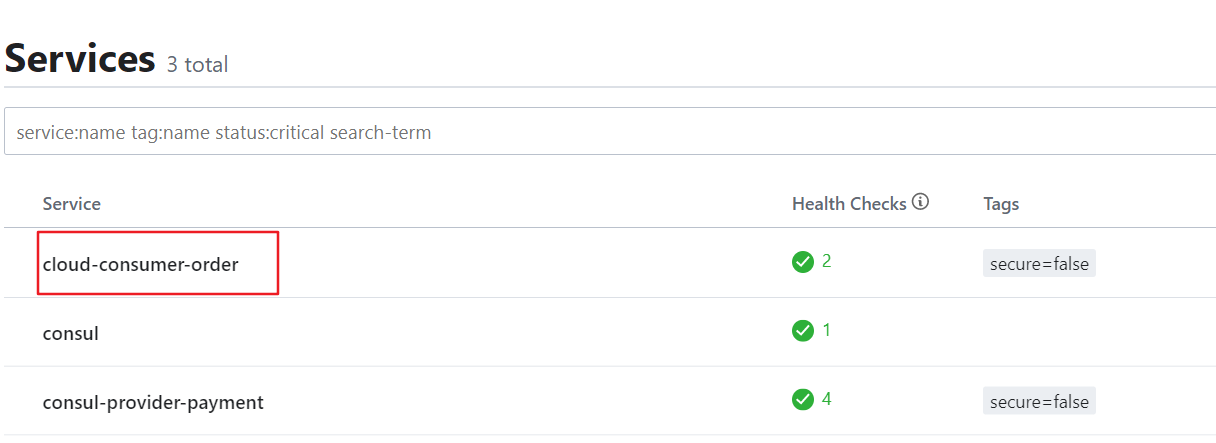 Services 3 total
service:name tag:name status:critical search-term
Service Health Checks Tags
cloud-consumer-order 2 secure=false
consul 1
consul-provider-payment 4 secure=false